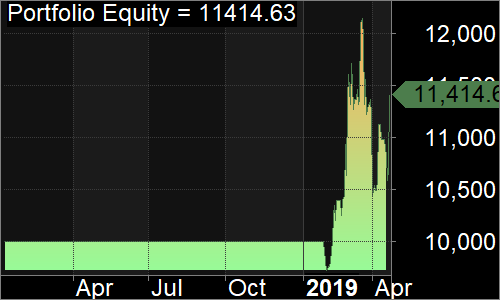 Portfolio Equity = 11414.63
12,000
11,414.6
11,000
10,500
10,000
Apr Jul Oct 2019 Apr